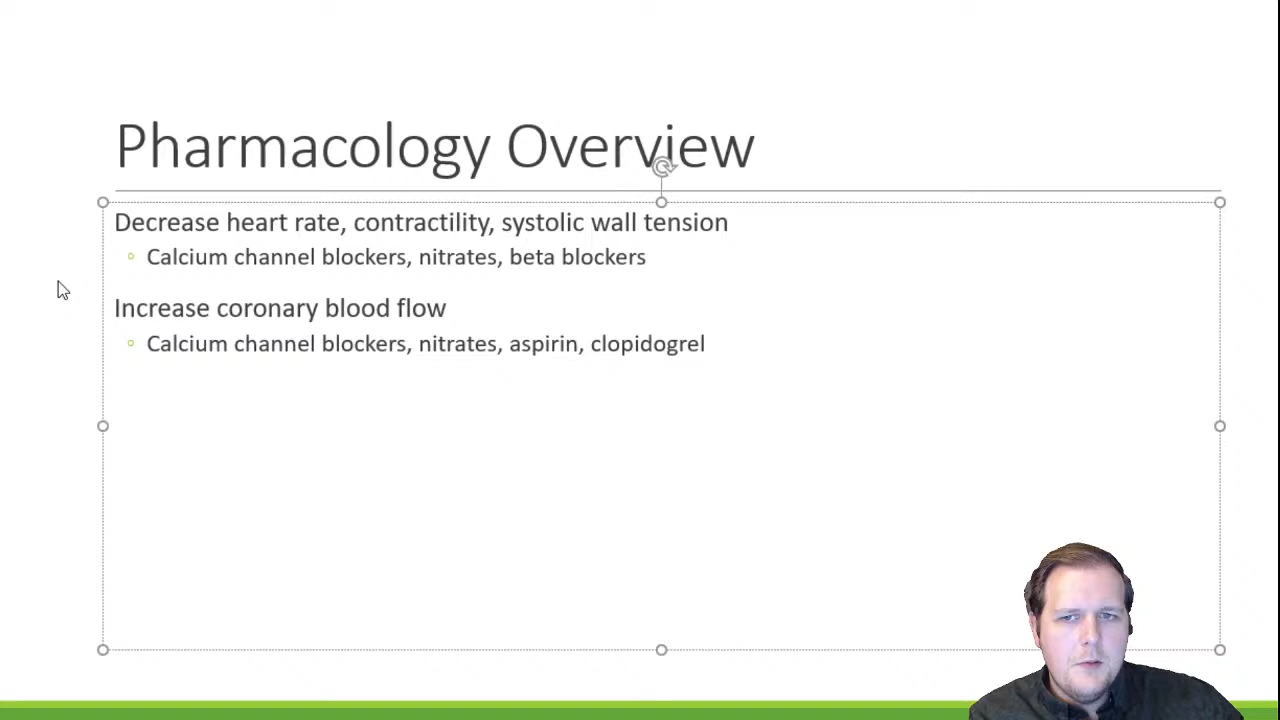 Pharmacology Overview
Decrease heart rate, contractility, systolic wall tension
Calcium channel blockers, nitrates, beta blockers
Increase coronary blood flow
Calcium channel blockers, nitrates, aspirin, clopidogrel